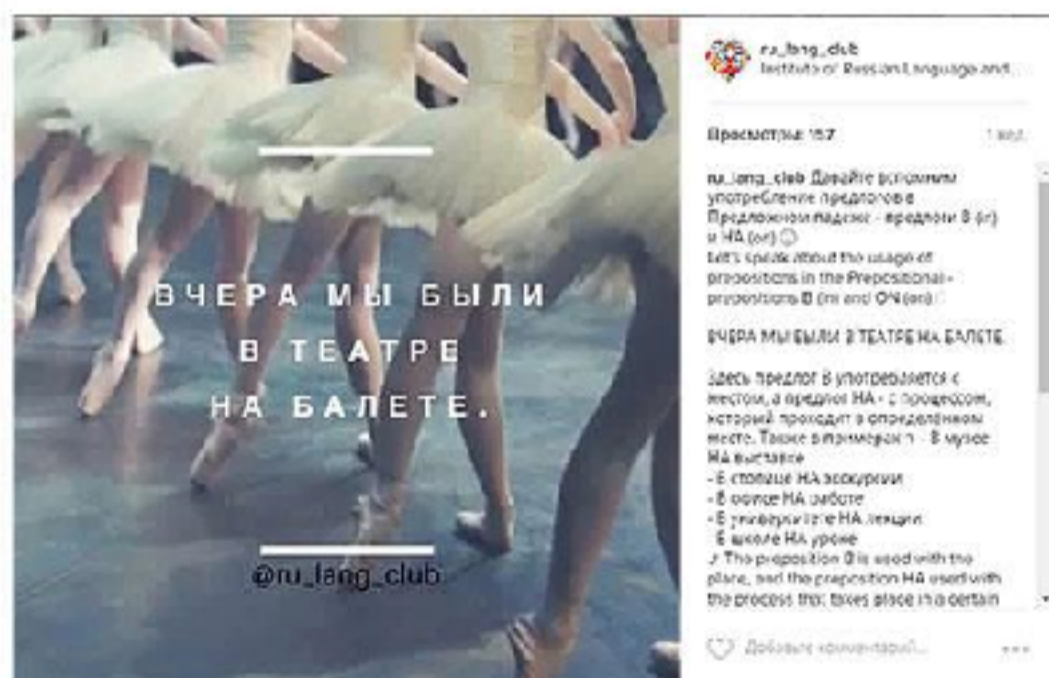 ВЧЕРА МЫ БЫЛИ
В ТЕАТРЕ
НА БАЛЕТЕ.
@ru_lang_club
ru_lang_club
Institute of Russian Language and...
Просмотры: 157
1 нед.
ru_lang_club Давайте вспомним
употребление предлогов в
Предложном падеже - предлоги В (in)
и НА (on)
Let's speak about the usage of
prepositions in the Prepositional -
prepositions В (in) and ON (on)
ВЧЕРА МЫ БЫЛИ В ТЕАТРЕ НА БАЛЕТЕ
Здесь предлог В употребляется с
местом, а предлог НА - с процессом,
который проходит в определённом
месте. Также в примерах - В музее
НА выставке
- В столице НА экскурсии
- В офисе НА работе
- В университете НА лекции
В школе НА уроке
The preposition В is used with the
place, and the preposition НА used with
the process that takes place in a certain
Добавьте комментарий...